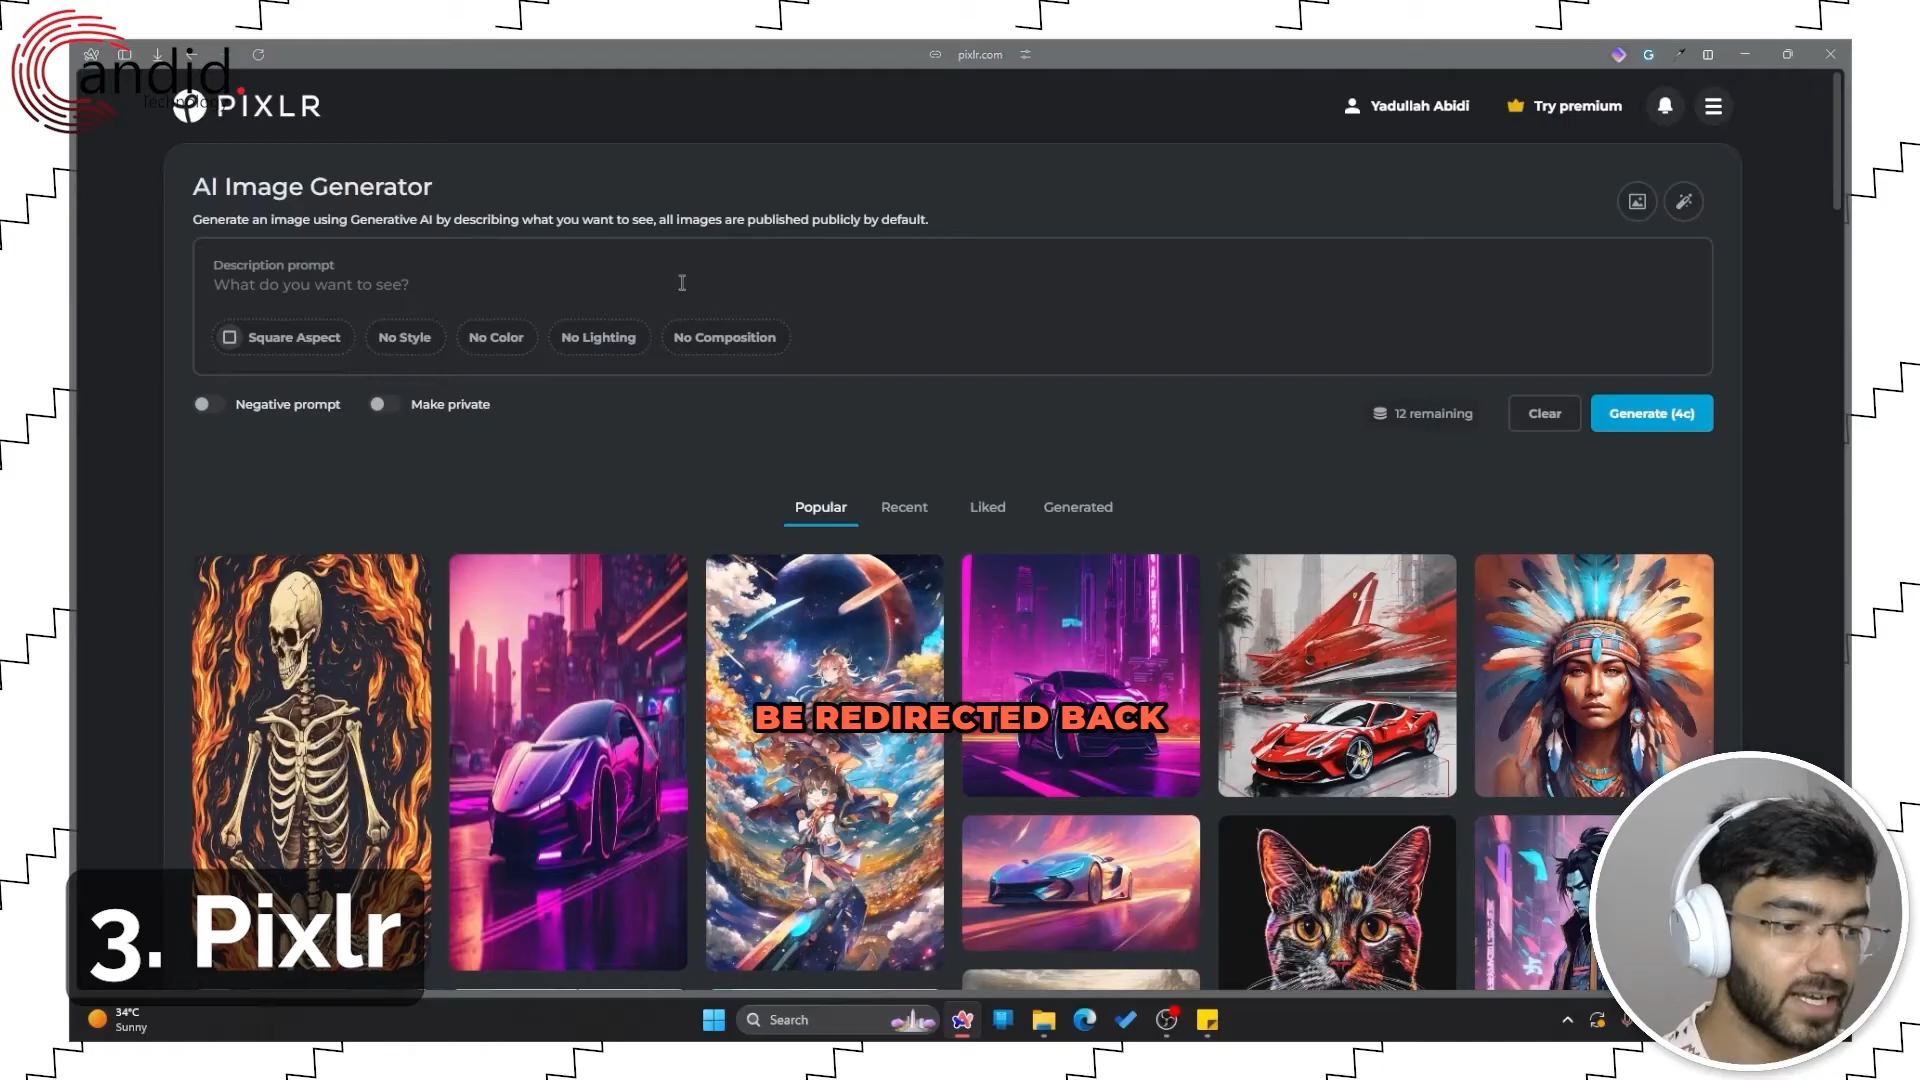 Candid.
Technology
pixlr.com
PIXLR
Yadullah Abidi
Try premium
AI Image Generator
Generate an image using Generative AI by describing what you want to see, all images are published publicly by default.
Description prompt
What do you want to see?
Square Aspect
No Style
No Color
No Lighting
No Composition
Negative prompt
Make private
12 remaining
Clear
Generate (4c)
Popular
Recent
Liked
Generated
BE REDIRECTED BACK
3. Pixlr
34°C
Sunny
Search